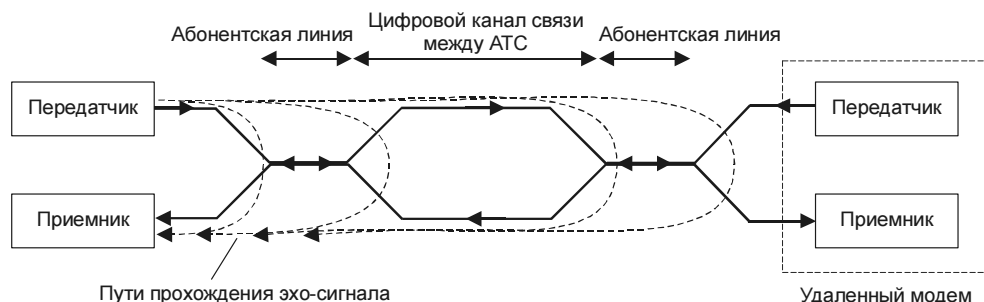 Цифровой канал связи
между АТС
Абонентская линия
Абонентская линия
Передатчик
Передатчик
Приемник
Приемник
Пути прохождения эхо-сигнала
Удаленный модем